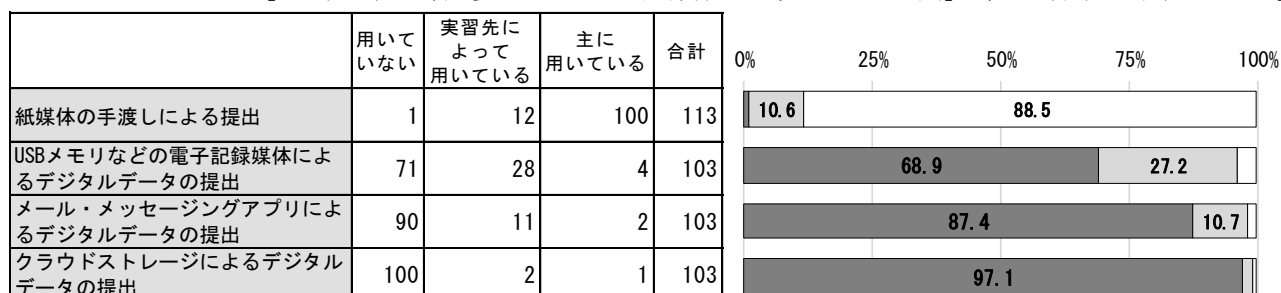 用いて
いない
実習先に
よって
用いている
主に
用いている
合計
0%
25%
50%
75%
100%
紙媒体の手渡しによる提出
1
12
100
113
10.6
88.5
USBメモリなどの電子記録媒体によ
るデジタルデータの提出
71
28
4
103
68.9
27.2
メール・メッセージングアプリによ
るデジタルデータの提出
90
11
2
103
87.4
10.7
クラウドストレージによるデジタル
データの提出
100
2
1
103
97.1